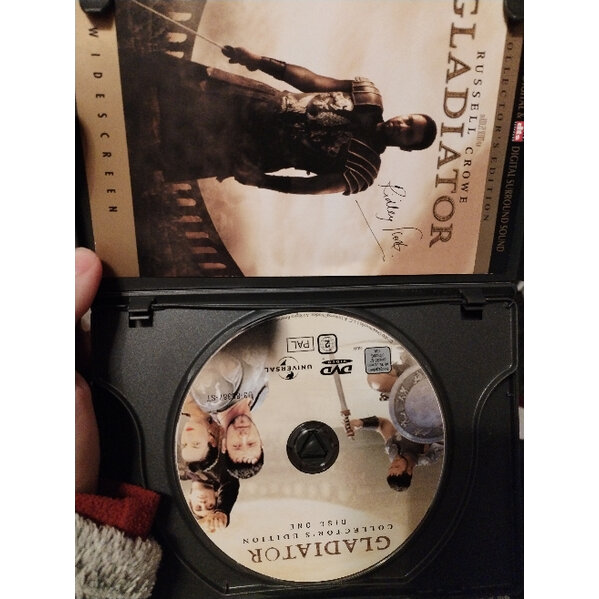 WIDESCREEN
RUSSELL CROWE
GLADIATOR
COLLECTOR'S EDITION
DIGITAL SURROUND SOUND
Ridley Scott
DVD
VIDEO
2
PAL
UNIVERSAL
GLADIATOR
COLLECTOR'S EDITION
DISC ONE